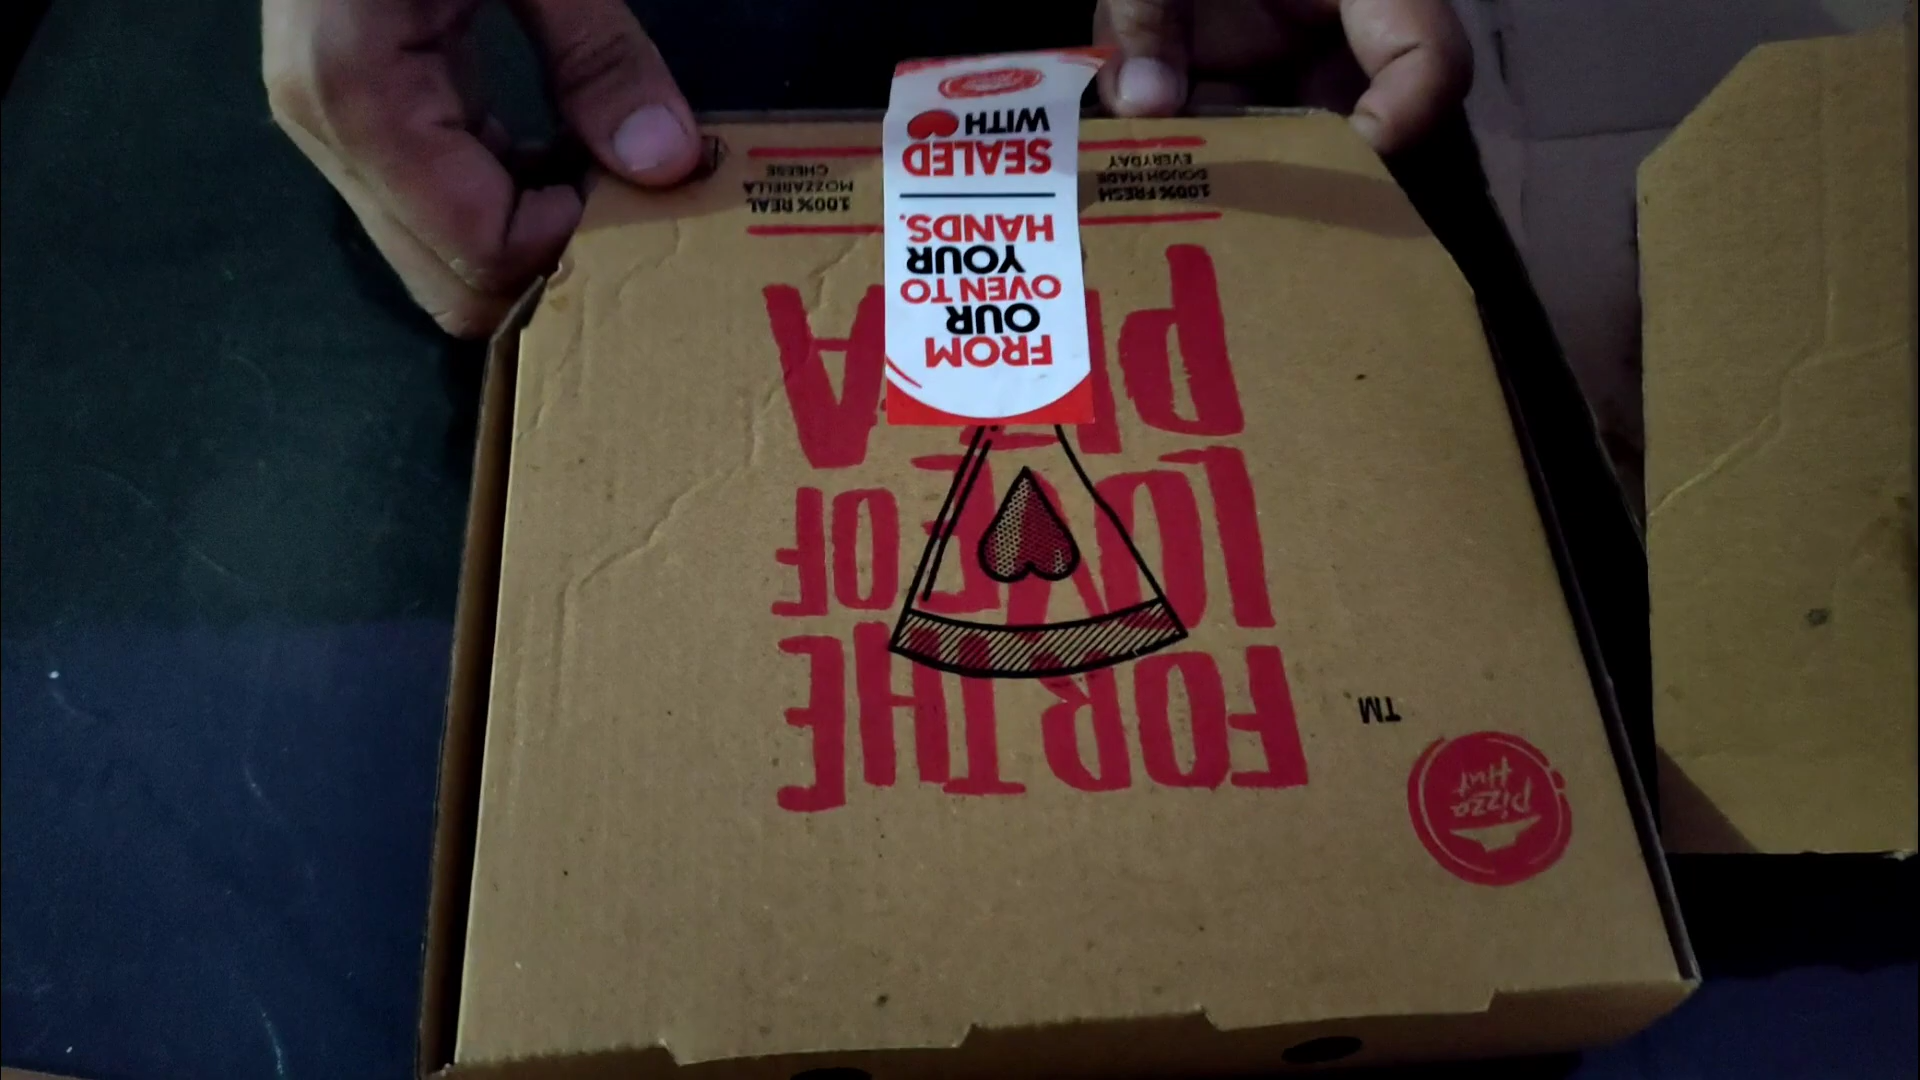 Pizza
Hut
TM
FOR THE
LOVE OF
PIZZA
FROM
OUR
OVEN TO
YOUR
HANDS.
SEALED
WITH
100% FRESH
DOUGH MADE
EVERYDAY
100% REAL
MOZZARELLA
CHEESE